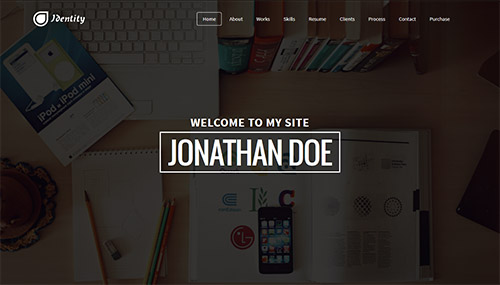 Identity
Home About Works Skills Resume Clients Process Contact Purchase
iPod & iPod mini
WELCOME TO MY SITE
JONATHAN DOE
LG